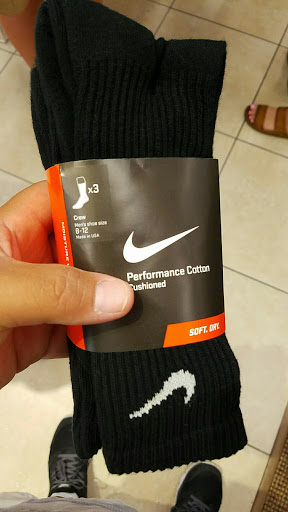 x3
Crew
Men's shoe size
8-12
Made in USA
Performance Cotton
Cushioned
SOFT. DRY.